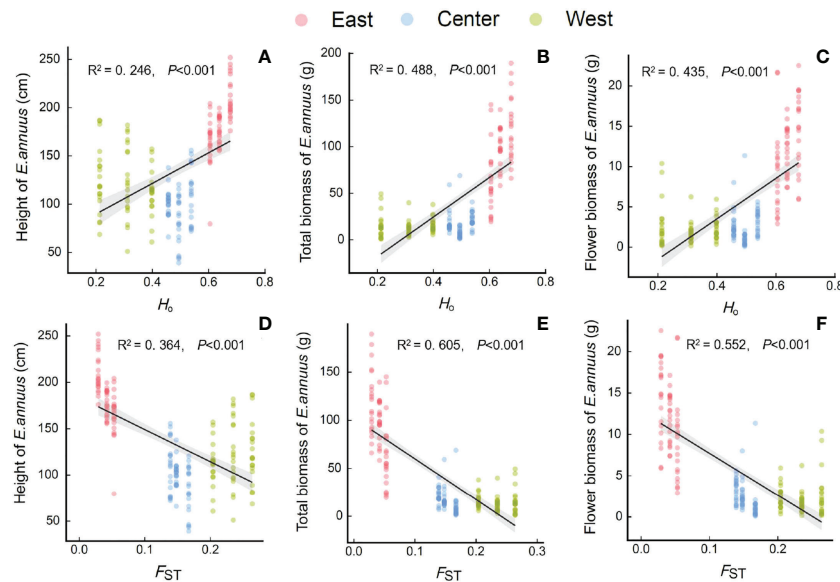 East Center West
A
R² = 0. 246, P<0.001
Height of E.annuus (cm)
250
200
150
100
50
0.2 0.4 0.6 0.8
Ho
B
R² = 0. 488, P<0.001
Total biomass of E.annuus (g)
200
150
100
50
0
0.2 0.4 0.6 0.8
Ho
C
R² = 0. 435, P<0.001
Flower biomass of E.annuus (g)
25
20
15
10
5
0
0.2 0.4 0.6 0.8
Ho
D
R² = 0. 364, P<0.001
Height of E.annuus (cm)
250
200
150
100
50
0.0 0.1 0.2
FST
E
R² = 0. 605, P<0.001
Total biomass of E.annuus (g)
200
150
100
50
0
0.0 0.1 0.2 0.3
FST
F
R² = 0.552, P<0.001
Flower biomass of E.annuus (g)
25
20
15
10
5
0
0.0 0.1 0.2
FST